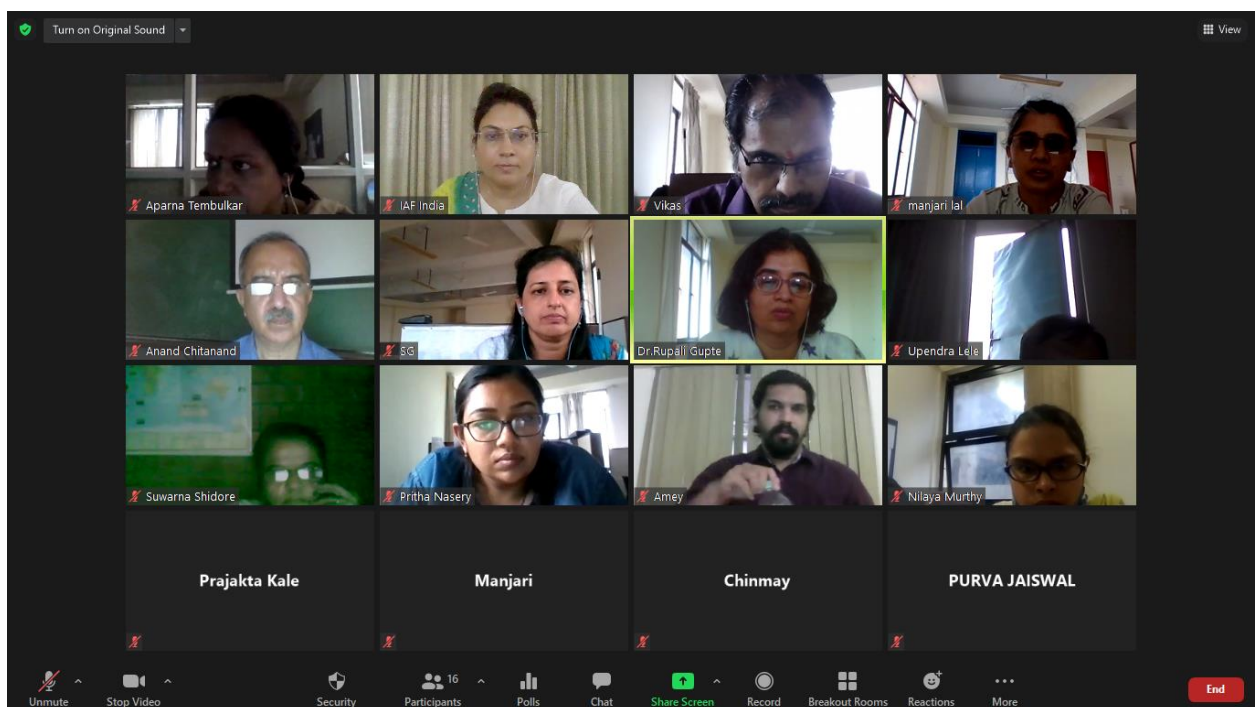 Turn on Original Sound
View
Aparna Tembulkar
IAF India
Vikas
manjari lal
Anand Chitanand
SG
Dr.Rupali Gupte
Upendra Lele
Suwarna Shidore
Pritha Nasery
Amey
Nilaya Murthy
Prajakta Kale
Manjari
Chinmay
PURVA JAISWAL
Unmute
Stop Video
Security
16
Participants
Polls
Chat
Share Screen
Record
Breakout Rooms
Reactions
More
End